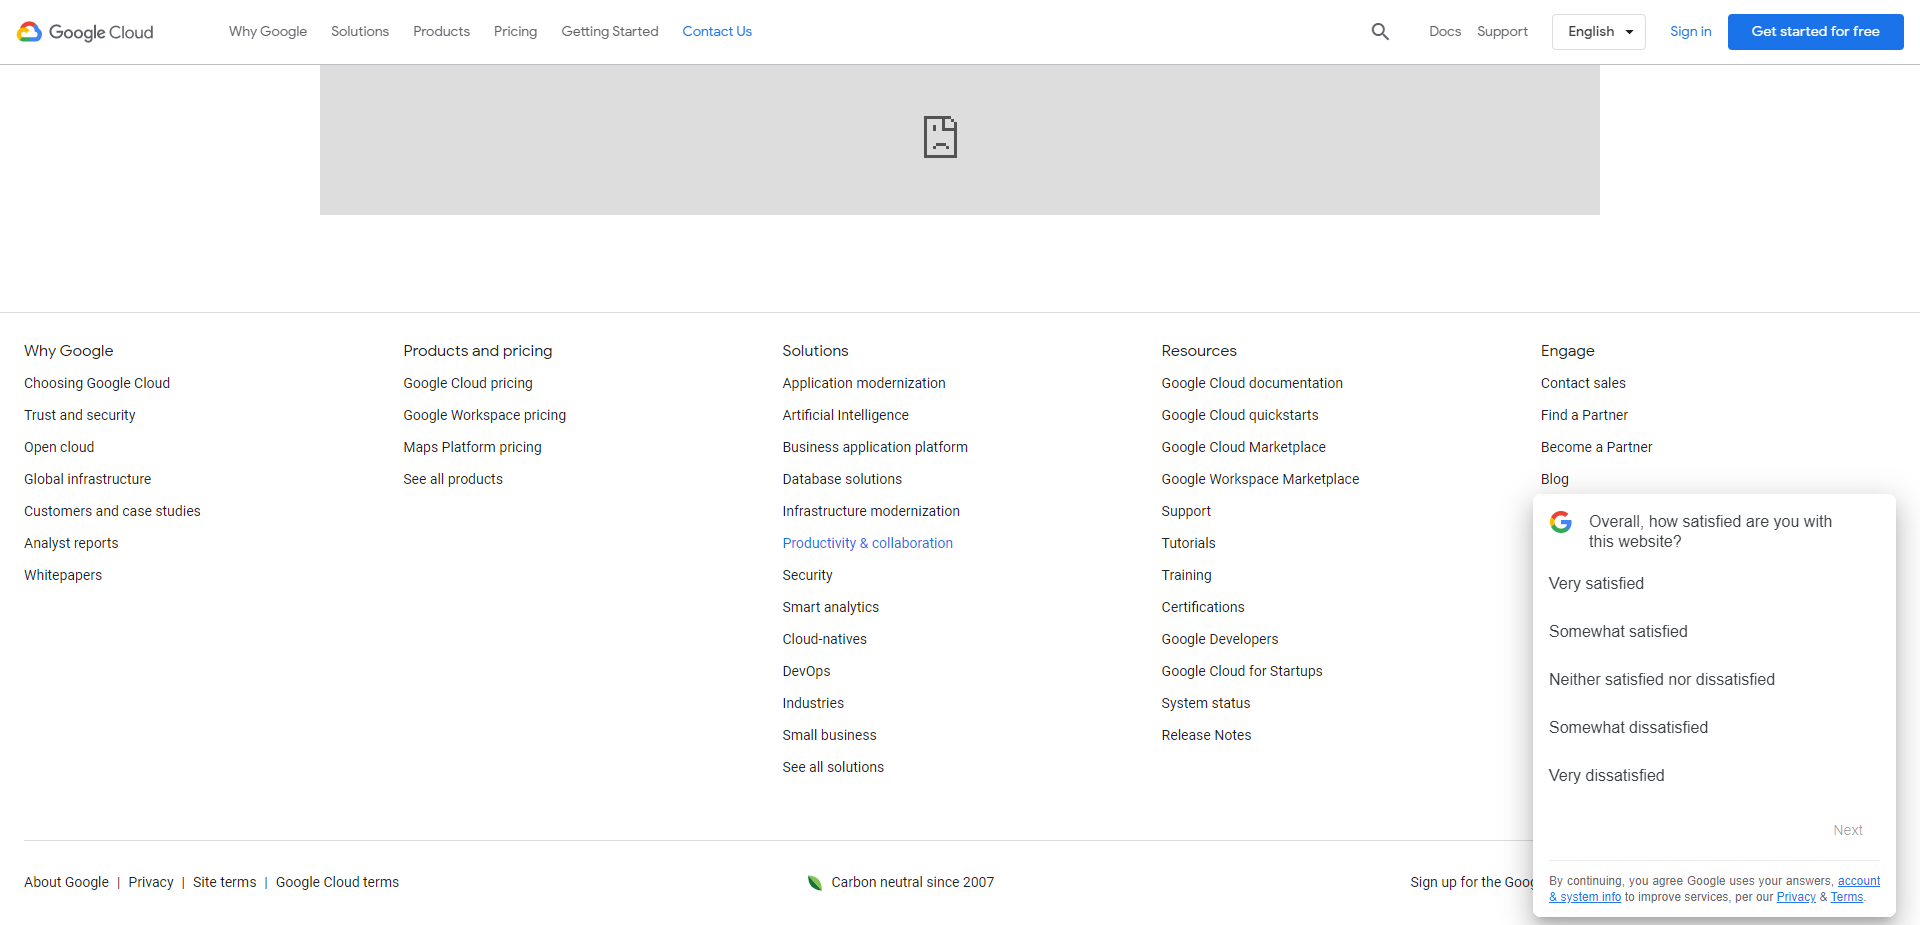 Google Cloud
Why Google
Solutions
Products
Pricing
Getting Started
Contact Us
Docs
Support
English
Sign in
Get started for free
Why Google
Choosing Google Cloud
Trust and security
Open cloud
Global infrastructure
Customers and case studies
Analyst reports
Whitepapers
Products and pricing
Google Cloud pricing
Google Workspace pricing
Maps Platform pricing
See all products
Solutions
Application modernization
Artificial Intelligence
Business application platform
Database solutions
Infrastructure modernization
Productivity & collaboration
Security
Smart analytics
Cloud-natives
DevOps
Industries
Small business
See all solutions
Resources
Google Cloud documentation
Google Cloud quickstarts
Google Cloud Marketplace
Google Workspace Marketplace
Support
Tutorials
Training
Certifications
Google Developers
Google Cloud for Startups
System status
Release Notes
Engage
Contact sales
Find a Partner
Become a Partner
Blog
Overall, how satisfied are you with
this website?
Very satisfied
Somewhat satisfied
Neither satisfied nor dissatisfied
Somewhat dissatisfied
Very dissatisfied
Next
By continuing, you agree Google uses your answers, account
& system info to improve services, per our Privacy & Terms.
About Google | Privacy | Site terms | Google Cloud terms
Carbon neutral since 2007
Sign up for the